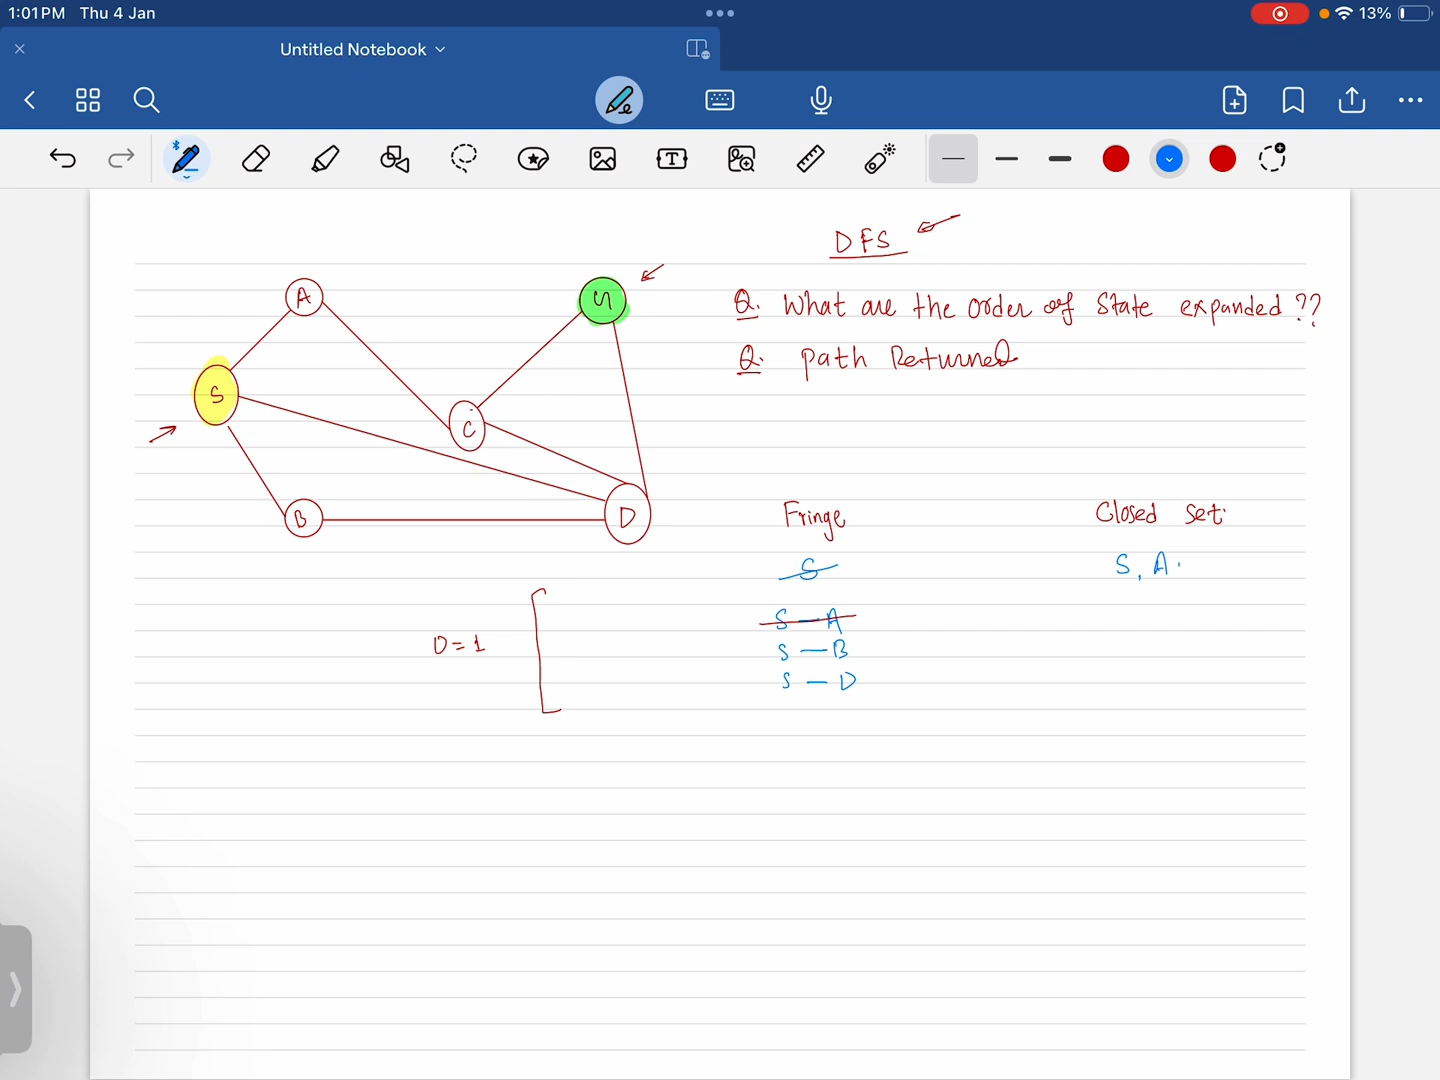 1:01PM Thu 4 Jan
13%
Untitled Notebook
DFS
Q. What are the order of State expanded ??
Q. Path Returned
A
G
S
C
B
D
Fringe
Closed set.
S
S, A.
S — A
D = 1
S — B
S — D